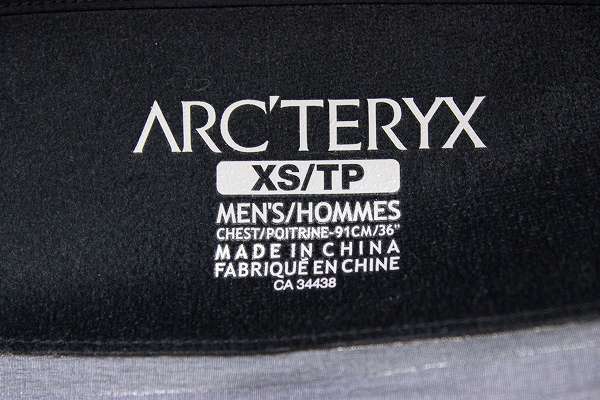 ARC'TERYX
XS/TP
MEN'S/HOMMES
CHEST/POITRINE-91CM/36"
MADE IN CHINA
FABRIQUÉ EN CHINE
CA 34438